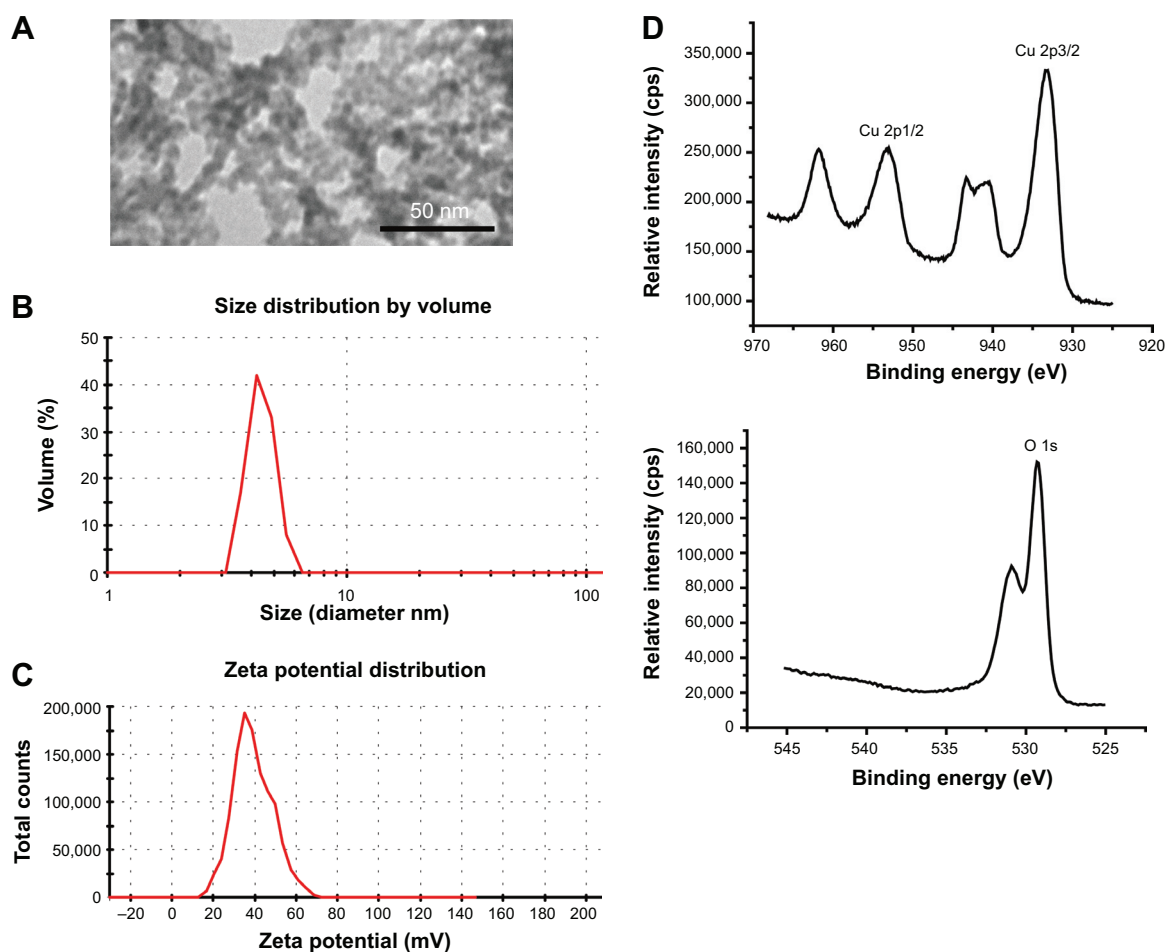 A
50 nm
B
Size distribution by volume
Volume (%)
50
40
30
20
10
0
1
10
100
Size (diameter nm)
C
Zeta potential distribution
Total counts
200,000
150,000
100,000
50,000
0
–20 0 20 40 60 80 100 120 140 160 180 200
Zeta potential (mV)
D
Relative intensity (cps)
350,000
300,000
250,000
200,000
150,000
100,000
Cu 2p3/2
Cu 2p1/2
970 960 950 940 930 920
Binding energy (eV)
Relative intensity (cps)
160,000
140,000
120,000
100,000
80,000
60,000
40,000
20,000
0
O 1s
545 540 535 530 525
Binding energy (eV)